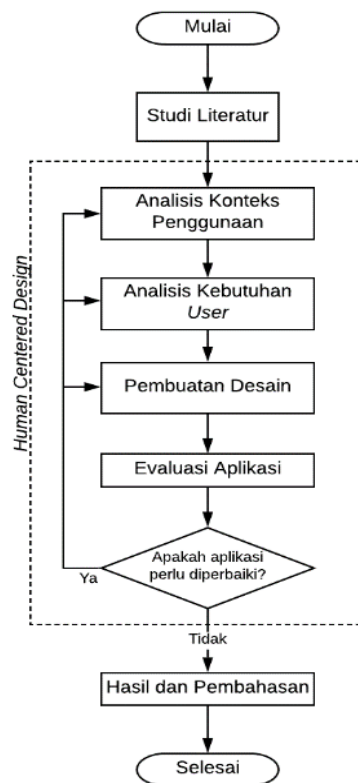 Mulai
Studi Literatur
Human Centered Design
Analisis Konteks
Penggunaan
Analisis Kebutuhan
User
Pembuatan Desain
Evaluasi Aplikasi
Apakah aplikasi
perlu diperbaiki?
Ya
Tidak
Hasil dan Pembahasan
Selesai